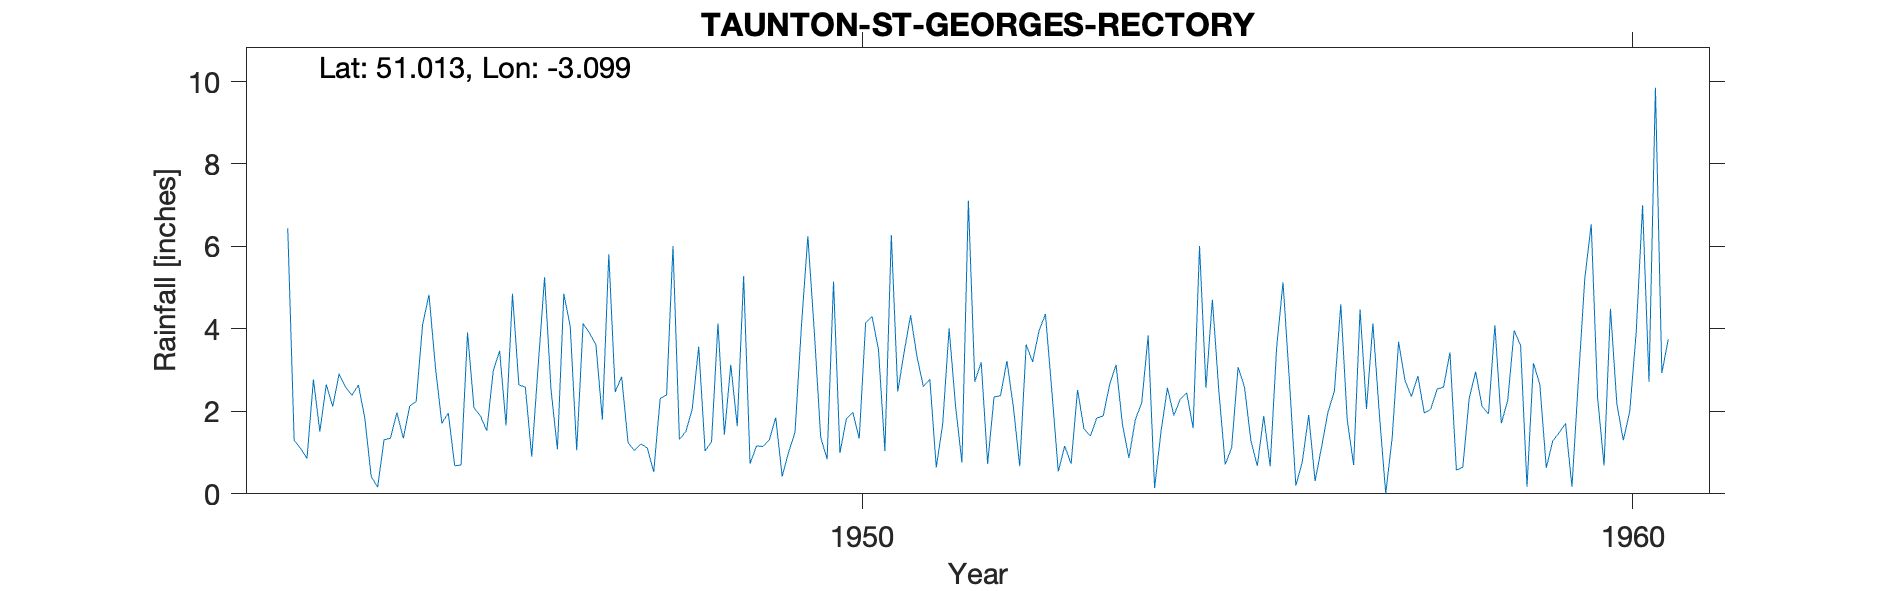 TAUNTON-ST-GEORGES-RECTORY
Lat: 51.013, Lon: -3.099
10
8
6
4
2
0
Rainfall [inches]
1950
1960
Year